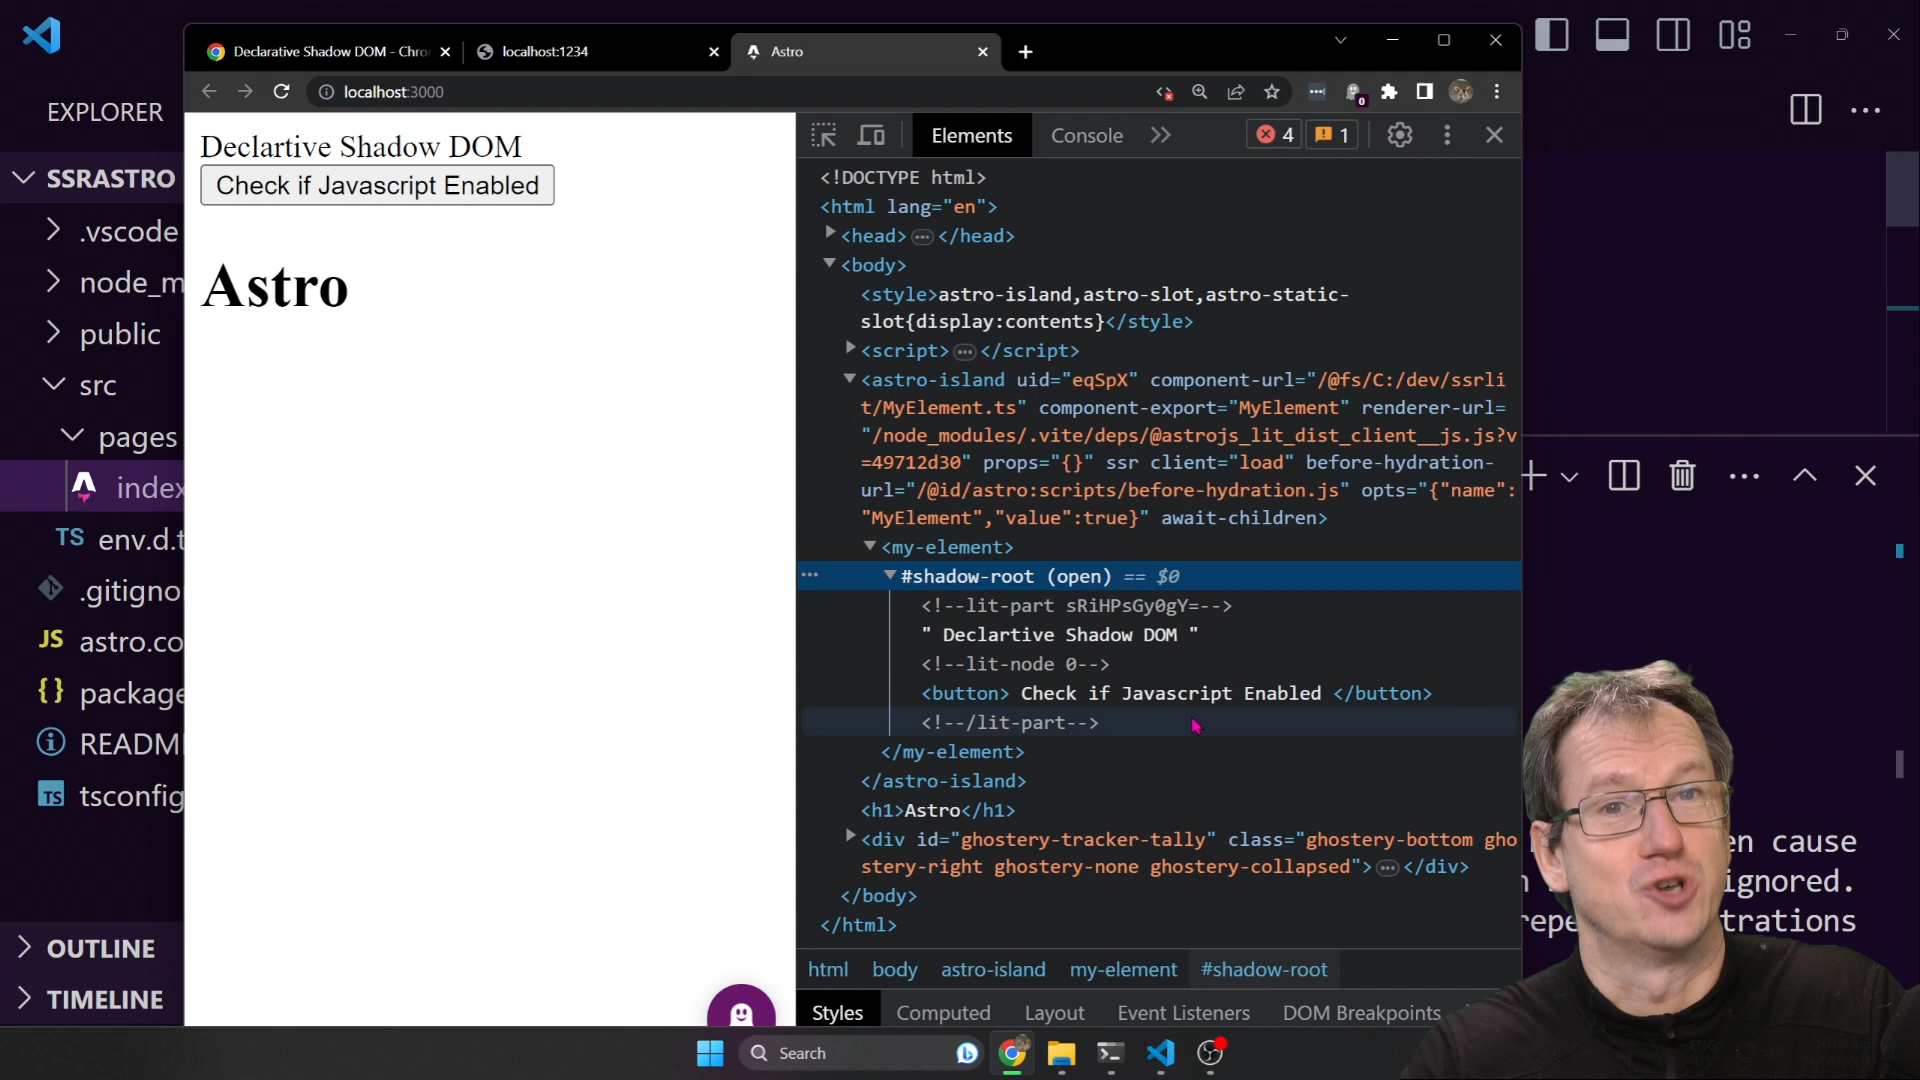 Declarative Shadow DOM - Chro
localhost:1234
Astro
localhost:3000
0
EXPLORER
SSRASTRO
.vscode
node_m
public
src
pages
index
TS env.d.t
.gitigno
JS astro.co
{} package
README
TS tsconfig
OUTLINE
TIMELINE
Declartive Shadow DOM
Check if Javascript Enabled
Astro
Elements
Console
4
1
<!DOCTYPE html>
<html lang="en">
<head> ••• </head>
<body>
<style>astro-island,astro-slot,astro-static-
slot{display:contents}</style>
<script> ••• </script>
<astro-island uid="eqSpX" component-url="/@fs/C:/dev/ssrli
t/MyElement.ts" component-export="MyElement" renderer-url=
"/node_modules/.vite/deps/@astrojs_lit_dist_client__js.js?v
=49712d30" props="{}" ssr client="load" before-hydration-
url="/@id/astro:scripts/before-hydration.js" opts="{"name":
"MyElement","value":true}" await-children>
<my-element>
#shadow-root (open) == $0
<!--lit-part sRiHPsGy0gY=-->
" Declartive Shadow DOM "
<!--lit-node 0-->
<button> Check if Javascript Enabled </button>
<!--/lit-part-->
</my-element>
</astro-island>
<h1>Astro</h1>
<div id="ghostery-tracker-tally" class="ghostery-bottom gho
stery-right ghostery-none ghostery-collapsed"> ••• </div>
</body>
</html>
html body astro-island my-element #shadow-root
Styles Computed Layout Event Listeners DOM Breakpoints
en cause
ignored.
repe
trations
Search